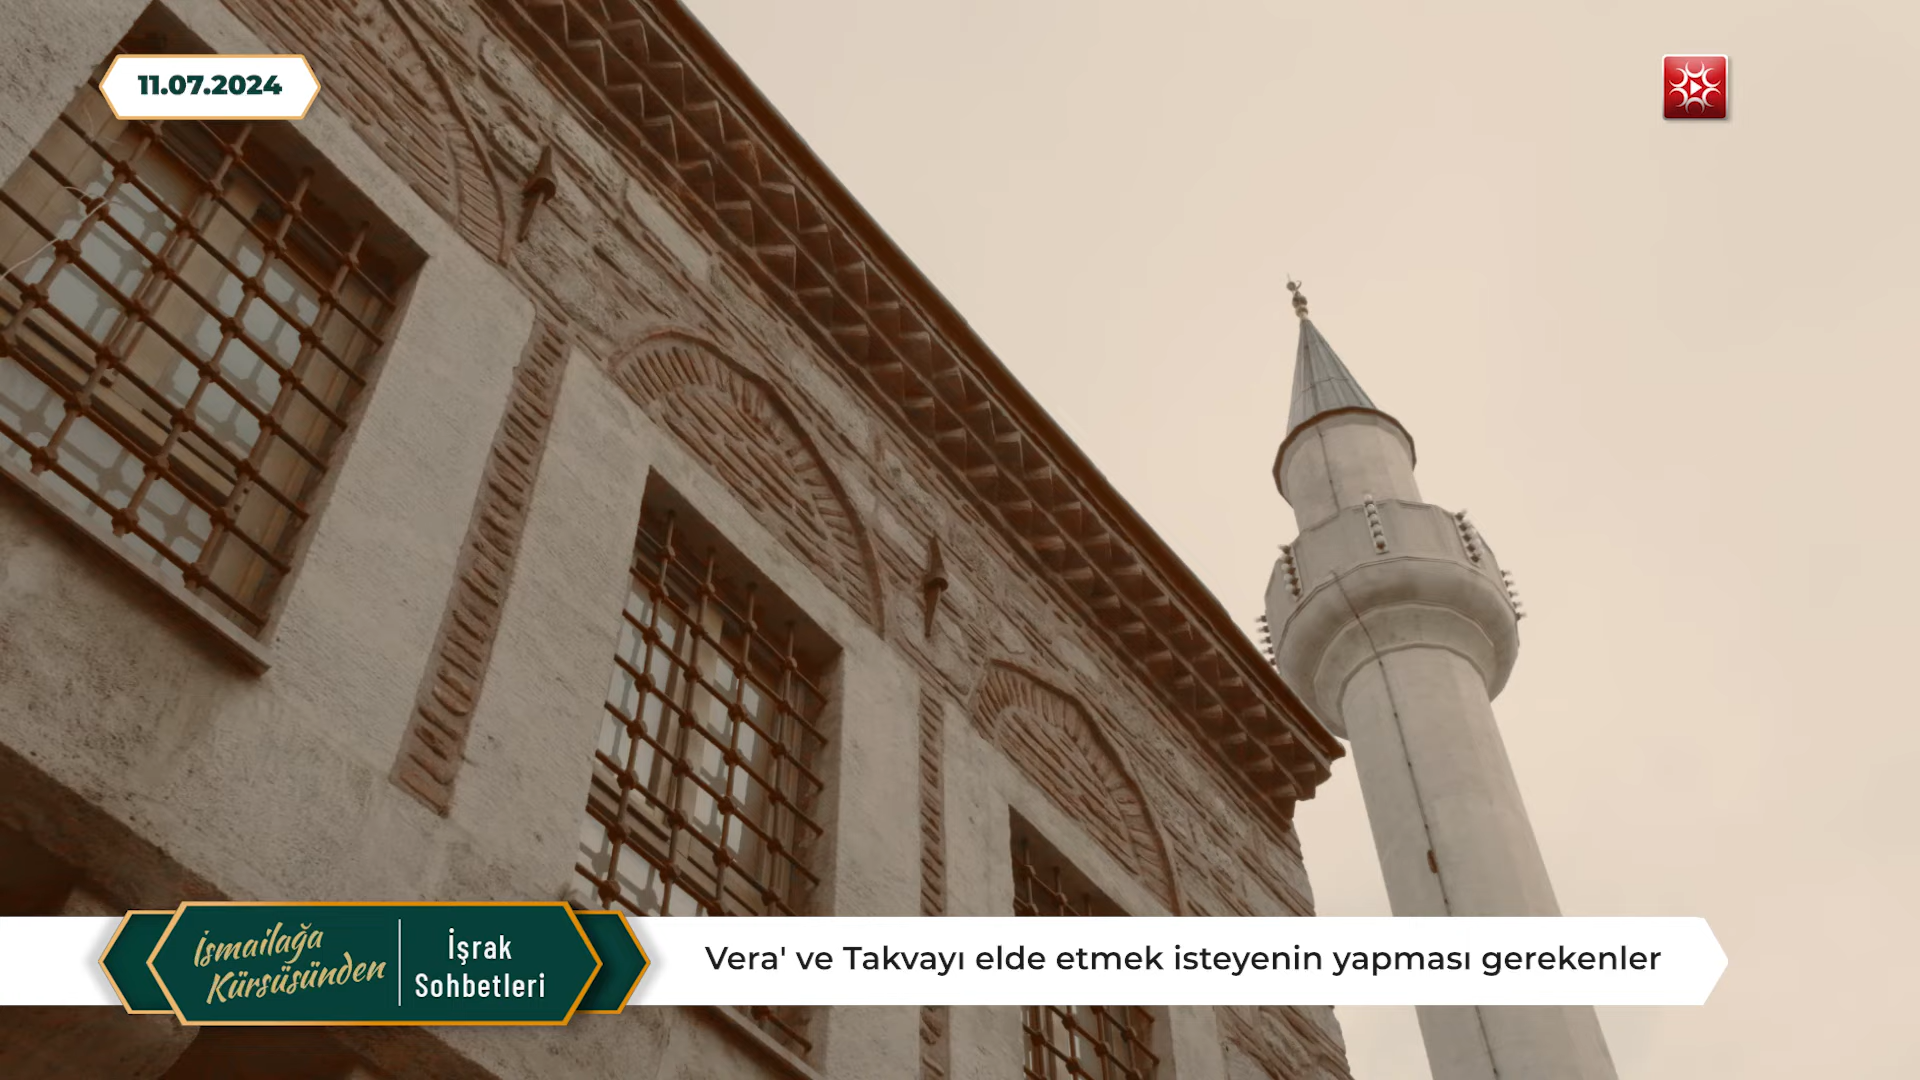 11.07.2024
İsmailağa
Kürsüsünden
İşrak
Sohbetleri
Vera' ve Takvayı elde etmek isteyenin yapması gerekenler